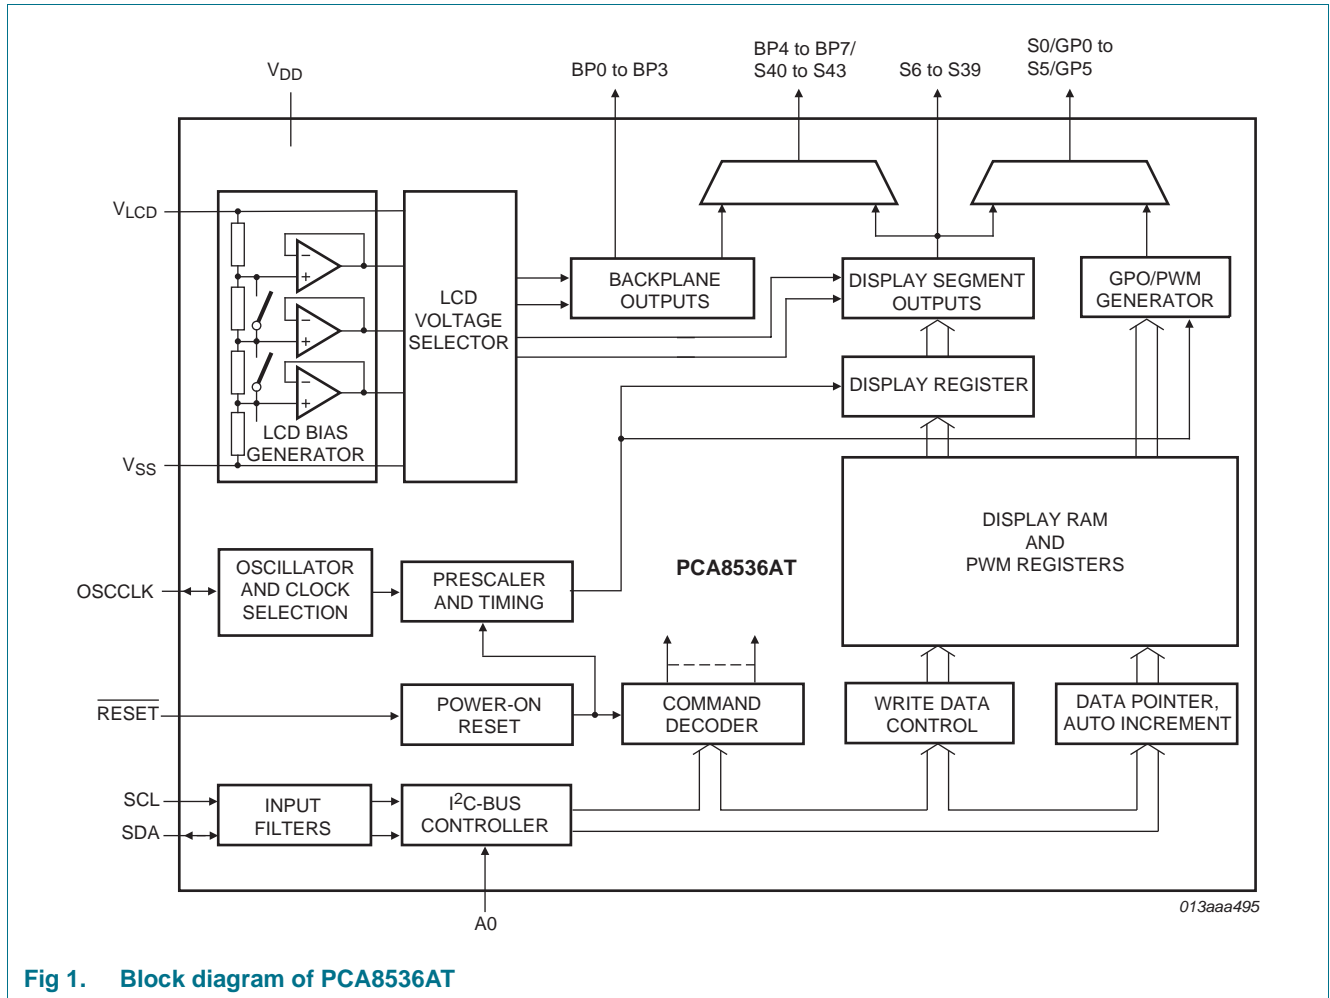 BP4 to BP7/
S40 to S43
S0/GP0 to
S5/GP5
VDD
BP0 to BP3
S6 to S39
VLCD
BACKPLANE
OUTPUTS
DISPLAY SEGMENT
OUTPUTS
GPO/PWM
GENERATOR
LCD
VOLTAGE
SELECTOR
DISPLAY REGISTER
LCD BIAS
GENERATOR
VSS
DISPLAY RAM
AND
PWM REGISTERS
OSCCLK
OSCILLATOR
AND CLOCK
SELECTION
PRESCALER
AND TIMING
PCA8536AT
RESET
POWER-ON
RESET
COMMAND
DECODER
WRITE DATA
CONTROL
DATA POINTER,
AUTO INCREMENT
SCL
SDA
INPUT
FILTERS
I2C-BUS
CONTROLLER
A0
013aaa495
Fig 1. Block diagram of PCA8536AT